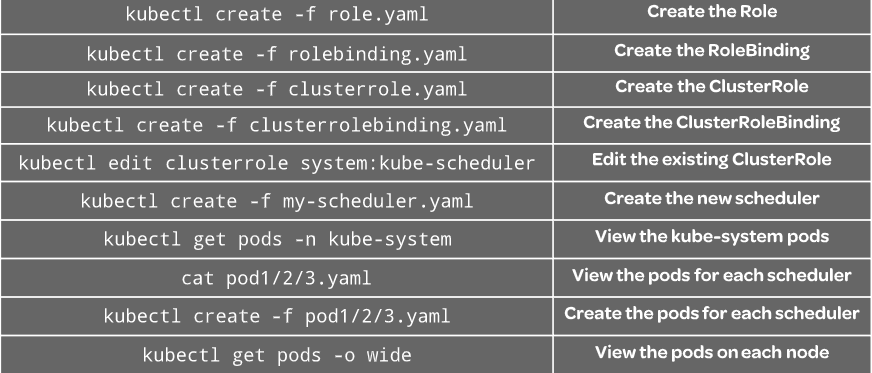 kubectl create -f role.yaml Create the Role
kubectl create -f rolebinding.yaml Create the RoleBinding
kubectl create -f clusterrole.yaml Create the ClusterRole
kubectl create -f clusterrolebinding.yaml Create the ClusterRoleBinding
kubectl edit clusterrole system:kube-scheduler Edit the existing ClusterRole
kubectl create -f my-scheduler.yaml Create the new scheduler
kubectl get pods -n kube-system View the kube-system pods
cat pod1/2/3.yaml View the pods for each scheduler
kubectl create -f pod1/2/3.yaml Create the pods for each scheduler
kubectl get pods -o wide View the pods on each node